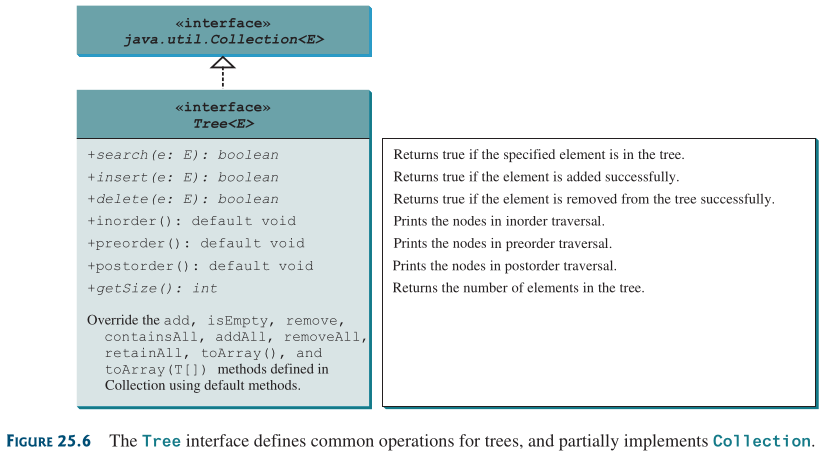 «interface»
java.util.Collection<E>
«interface»
Tree<E>
+search(e: E): boolean
Returns true if the specified element is in the tree.
+insert(e: E): boolean
Returns true if the element is added successfully.
+delete(e: E): boolean
Returns true if the element is removed from the tree successfully.
+inorder(): default void
Prints the nodes in inorder traversal.
+preorder(): default void
Prints the nodes in preorder traversal.
+postorder(): default void
Prints the nodes in postorder traversal.
+getSize(): int
Returns the number of elements in the tree.
Override the add, isEmpty, remove,
containsAll, addAll, removeAll,
retainAll, toArray(), and
toArray(T[]) methods defined in
Collection using default methods.
FIGURE 25.6 The Tree interface defines common operations for trees, and partially implements Collection.